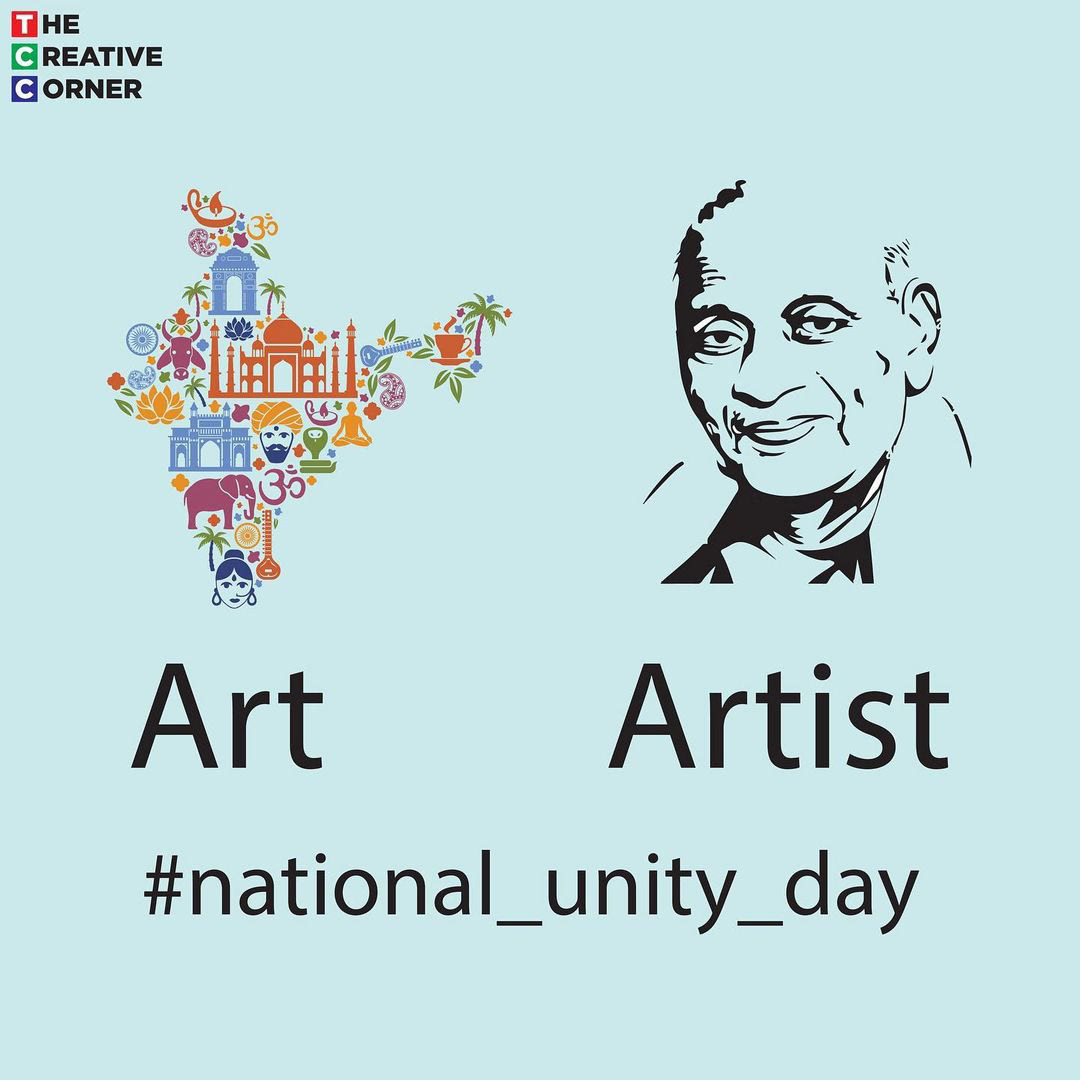 THE
CREATIVE
CORNER
ॐ
ॐ
Art
Artist
#national_unity_day